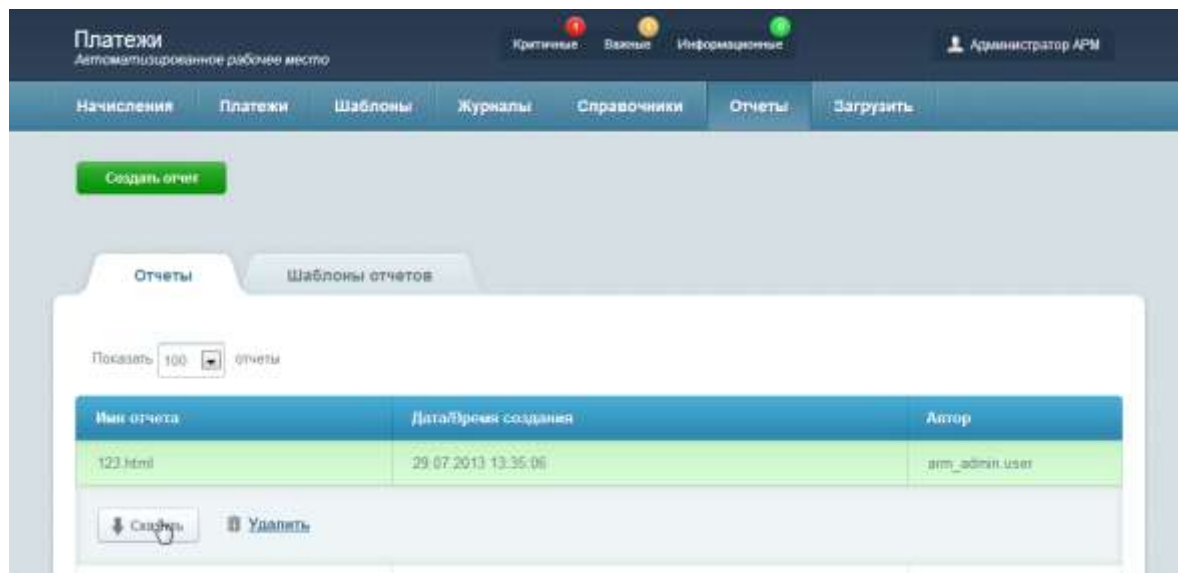 Платежи
Автоматизированное рабочее место
Критичные Важные Информационные
Администратор АРМ
Начисления Платежи Шаблоны Журналы Справочники Отчеты Загрузить
Создать отчет
Отчеты Шаблоны отчетов
Показать 100 отчеты
Имя отчета Дата/Время создания Автор
123.html 29.07.2013 13:35:06 arm_admin.user
Скачать Удалить